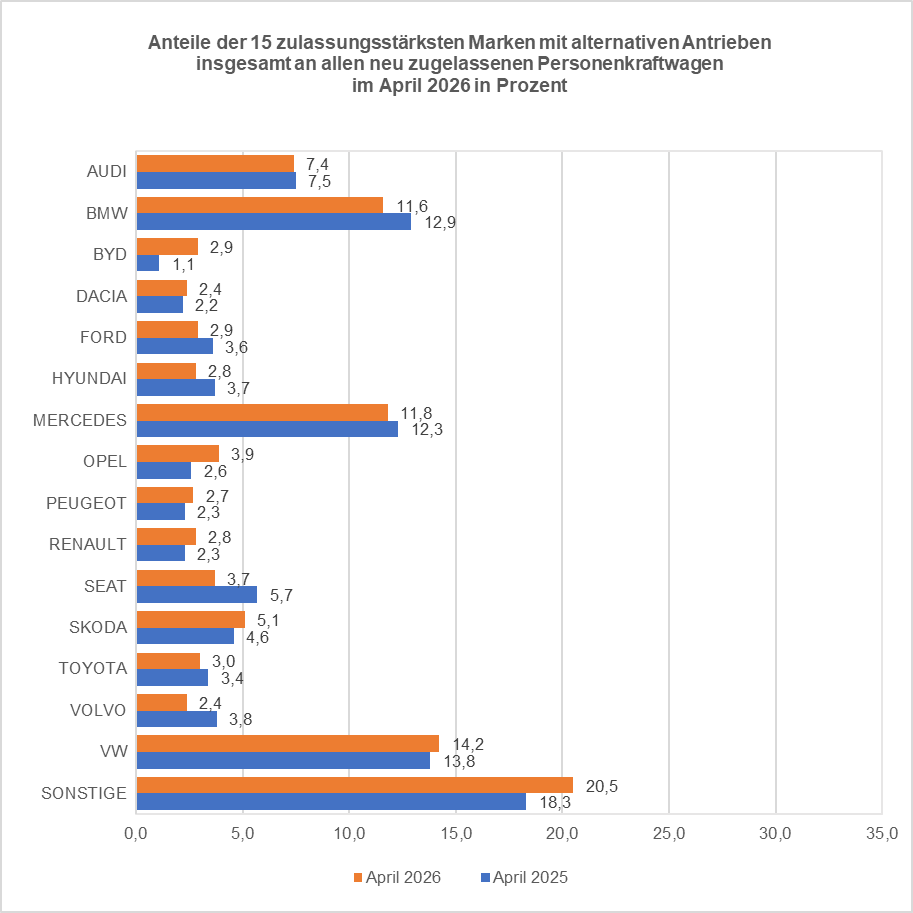 Anteile der 15 zulassungsstärksten Marken mit alternativen Antrieben
insgesamt an allen neu zugelassenen Personenkraftwagen
im April 2026 in Prozent
AUDI 7,4
7,5
BMW 11,6
12,9
BYD 2,9
1,1
DACIA 2,4
2,2
FORD 2,9
3,6
HYUNDAI 2,8
3,7
MERCEDES 11,8
12,3
OPEL 3,9
2,6
PEUGEOT 2,7
2,3
RENAULT 2,8
2,3
SEAT 3,7
5,7
SKODA 5,1
4,6
TOYOTA 3,0
3,4
VOLVO 2,4
3,8
VW 14,2
13,8
SONSTIGE 20,5
18,3
0,0 5,0 10,0 15,0 20,0 25,0 30,0 35,0
April 2026 April 2025